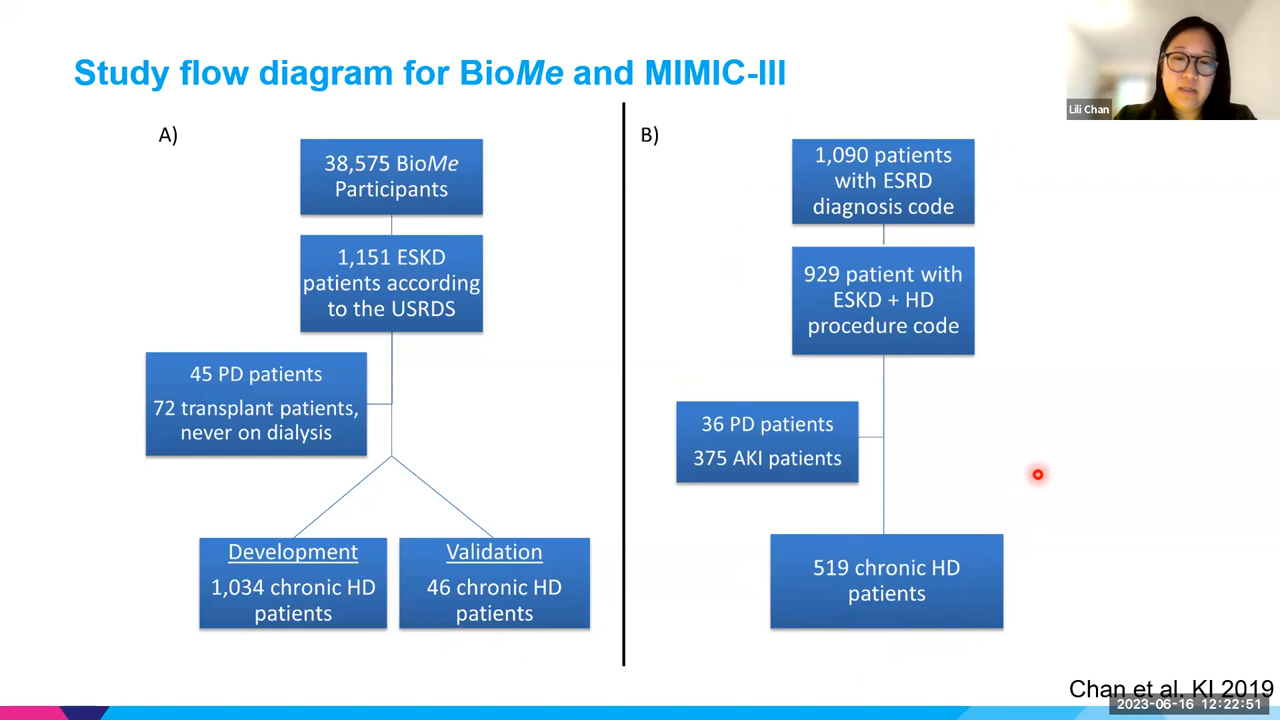 Study flow diagram for BioMe and MIMIC-III
Lili Chan
A)
38,575 BioMe
Participants
1,151 ESKD
patients according
to the USRDS
45 PD patients
72 transplant patients,
never on dialysis
Development
1,034 chronic HD
patients
Validation
46 chronic HD
patients
B)
1,090 patients
with ESRD
diagnosis code
929 patient with
ESKD + HD
procedure code
36 PD patients
375 AKI patients
519 chronic HD
patients
Chan et al. KI 2019
2023-06-16 12:22:51